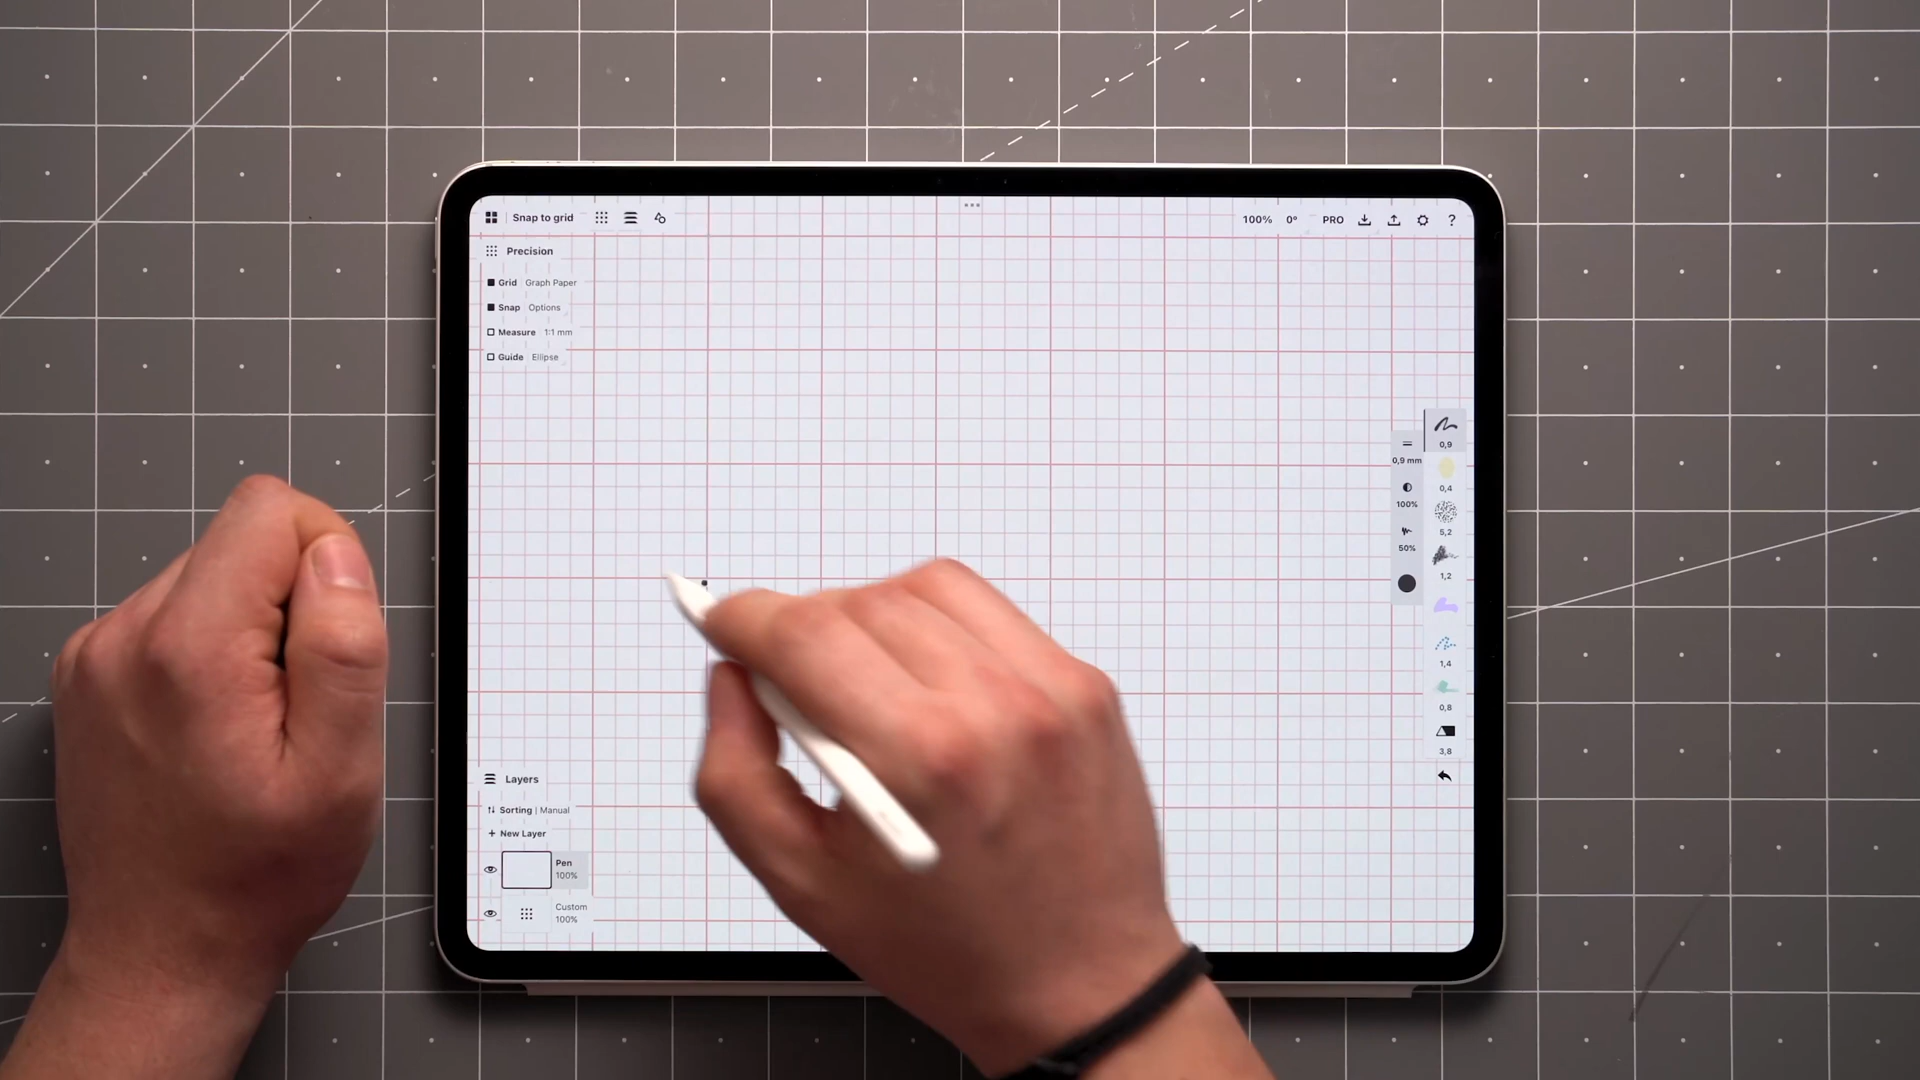 Snap to grid
100% 0° PRO ?
Precision
Grid Graph Paper
Snap Options
Measure 1:1 mm
Guide Ellipse
0,9
0,9 mm
0,4
100%
5,2
50%
1,2
1,4
0,8
3,8
Layers
Sorting | Manual
+ New Layer
Pen
100%
Custom
100%